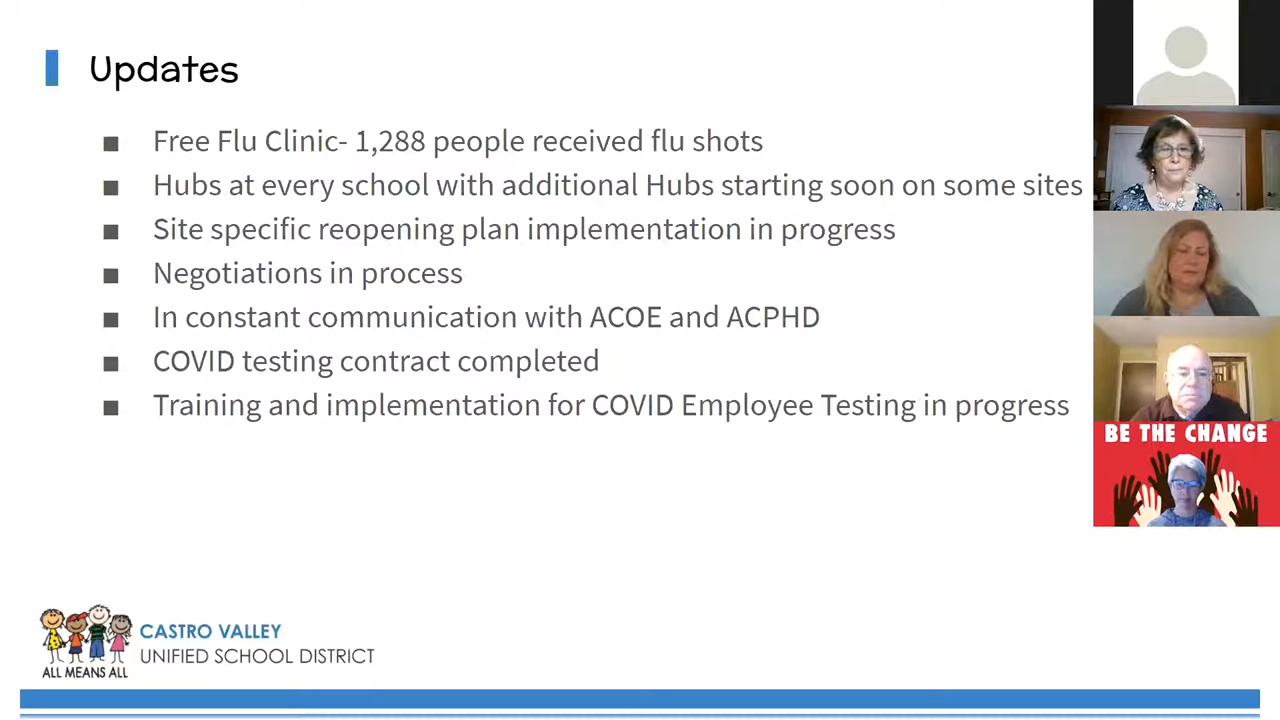 Updates
Free Flu Clinic- 1,288 people received flu shots
Hubs at every school with additional Hubs starting soon on some sites
Site specific reopening plan implementation in progress
Negotiations in process
In constant communication with ACOE and ACPHD
COVID testing contract completed
Training and implementation for COVID Employee Testing in progress
BE THE CHANGE
CASTRO VALLEY
UNIFIED SCHOOL DISTRICT
ALL MEANS ALL